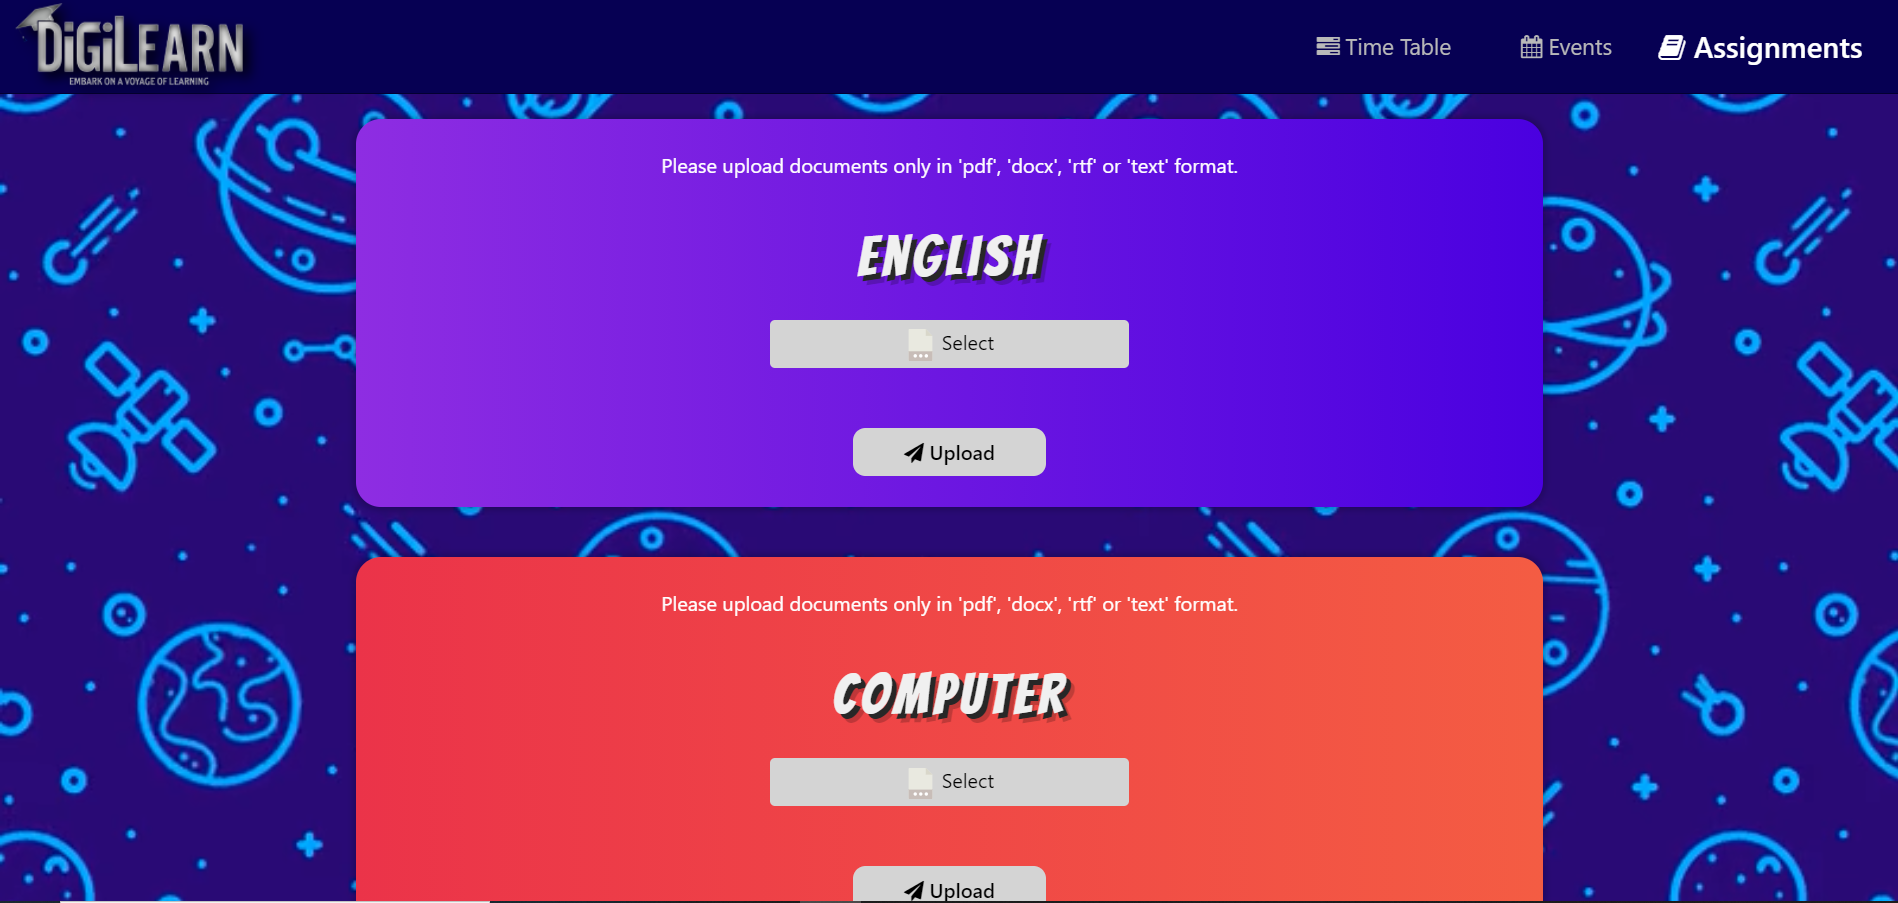 DiGiLEARN
EMBARK ON A VOYAGE OF LEARNING
Time Table
Events
Assignments
Please upload documents only in 'pdf', 'docx', 'rtf' or 'text' format.
ENGLISH
Select
Upload
Please upload documents only in 'pdf', 'docx', 'rtf' or 'text' format.
COMPUTER
Select
Upload